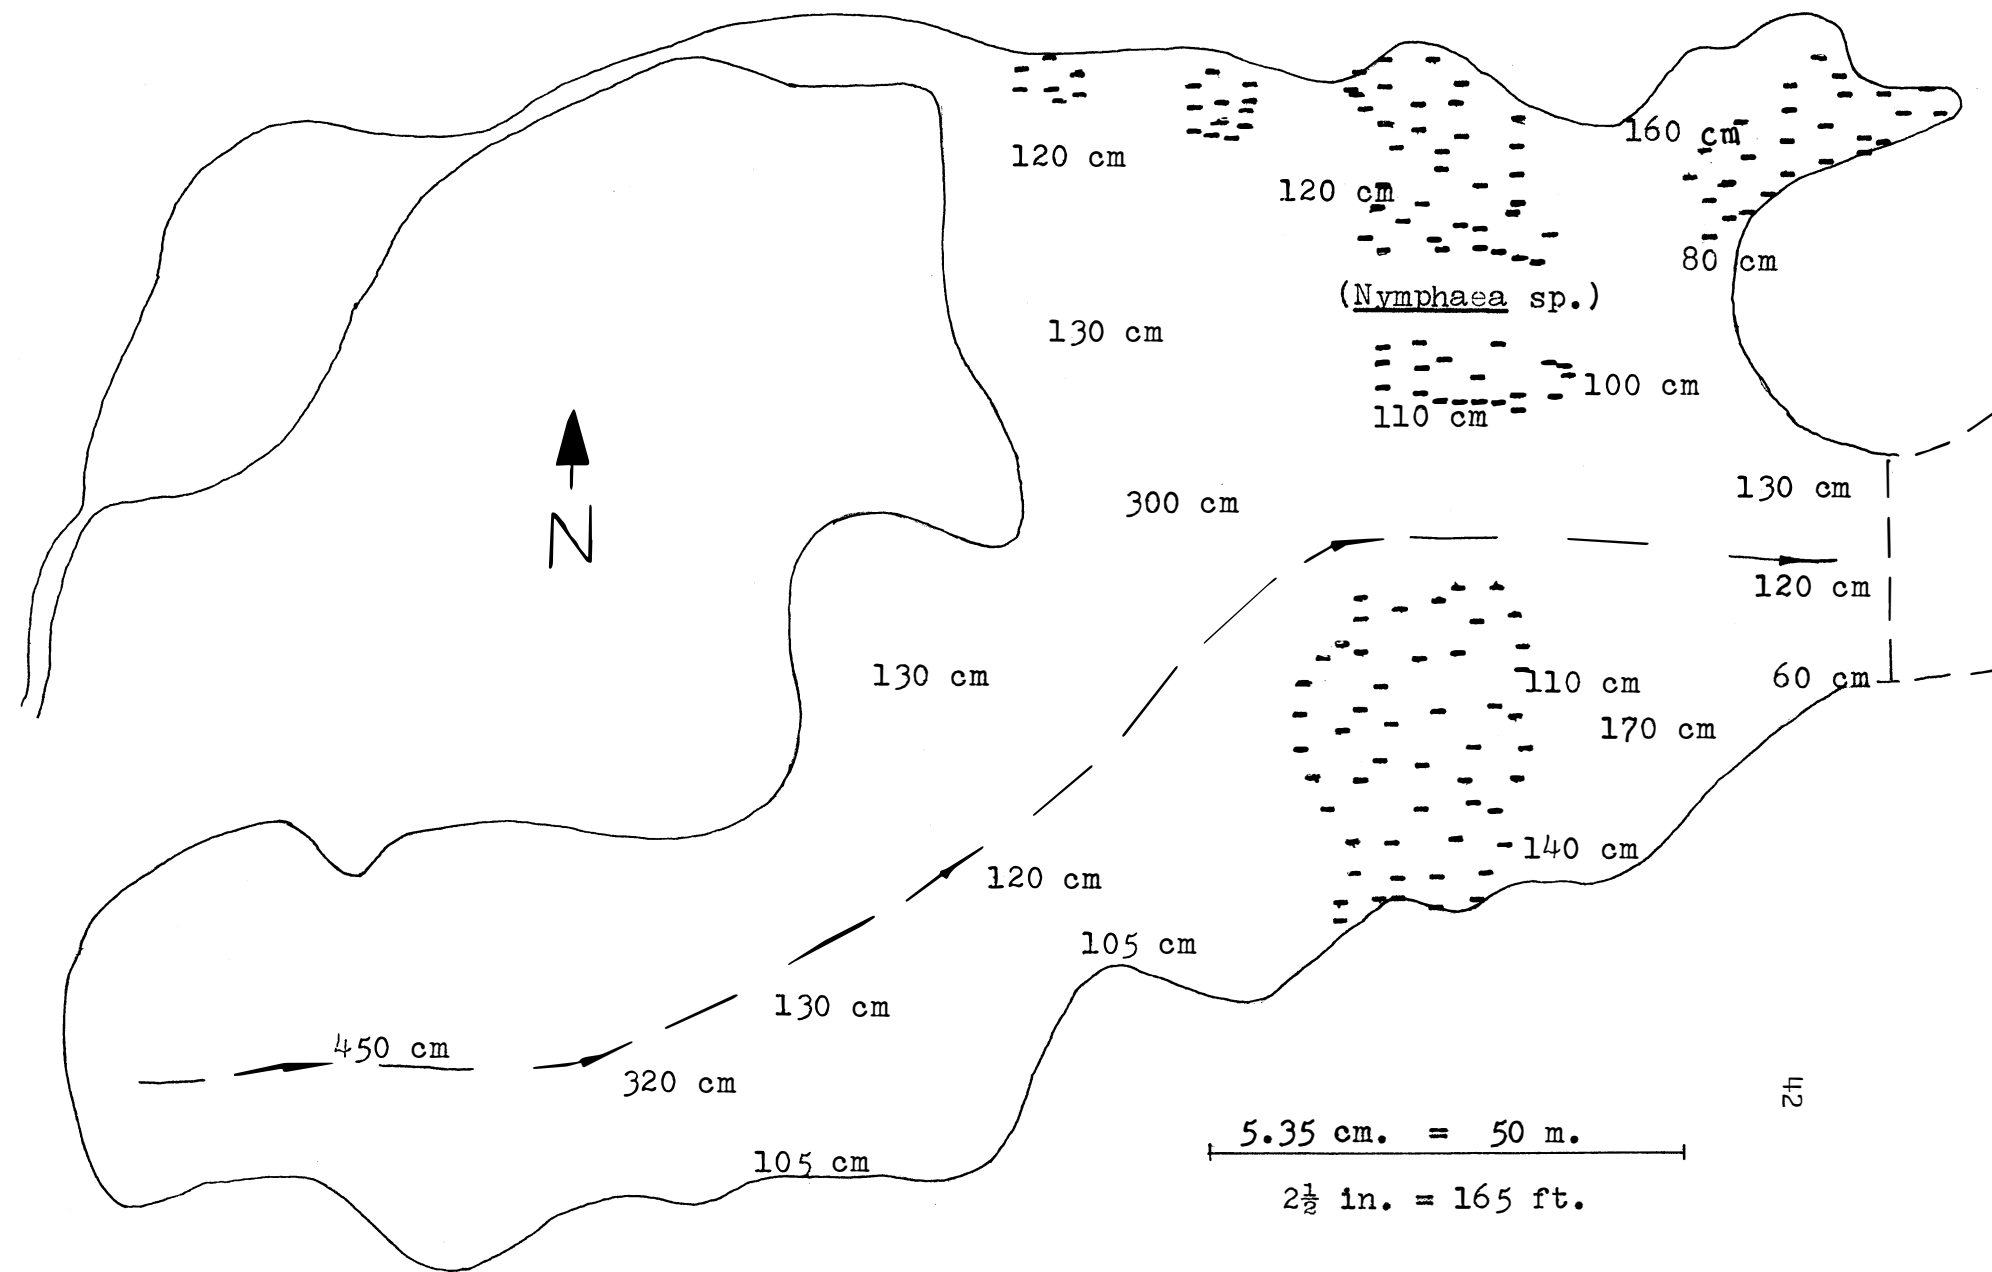 160 cm
120 cm
120 cm
80 cm
(Nymphaea sp.)
130 cm
100 cm
110 cm
130 cm
300 cm
N
120 cm
130 cm
60 cm
110 cm
170 cm
140 cm
120 cm
105 cm
130 cm
450 cm
320 cm
105 cm
42
5.35 cm. = 50 m.
2½ in. = 165 ft.